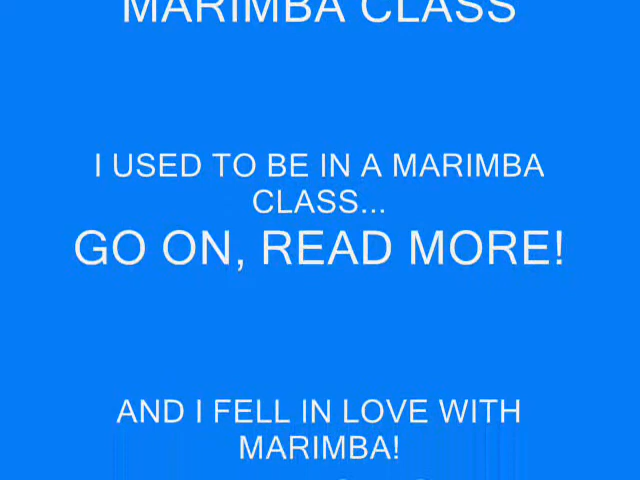 MARIMBA CLASS
I USED TO BE IN A MARIMBA
CLASS...
GO ON, READ MORE!
AND I FELL IN LOVE WITH
MARIMBA!